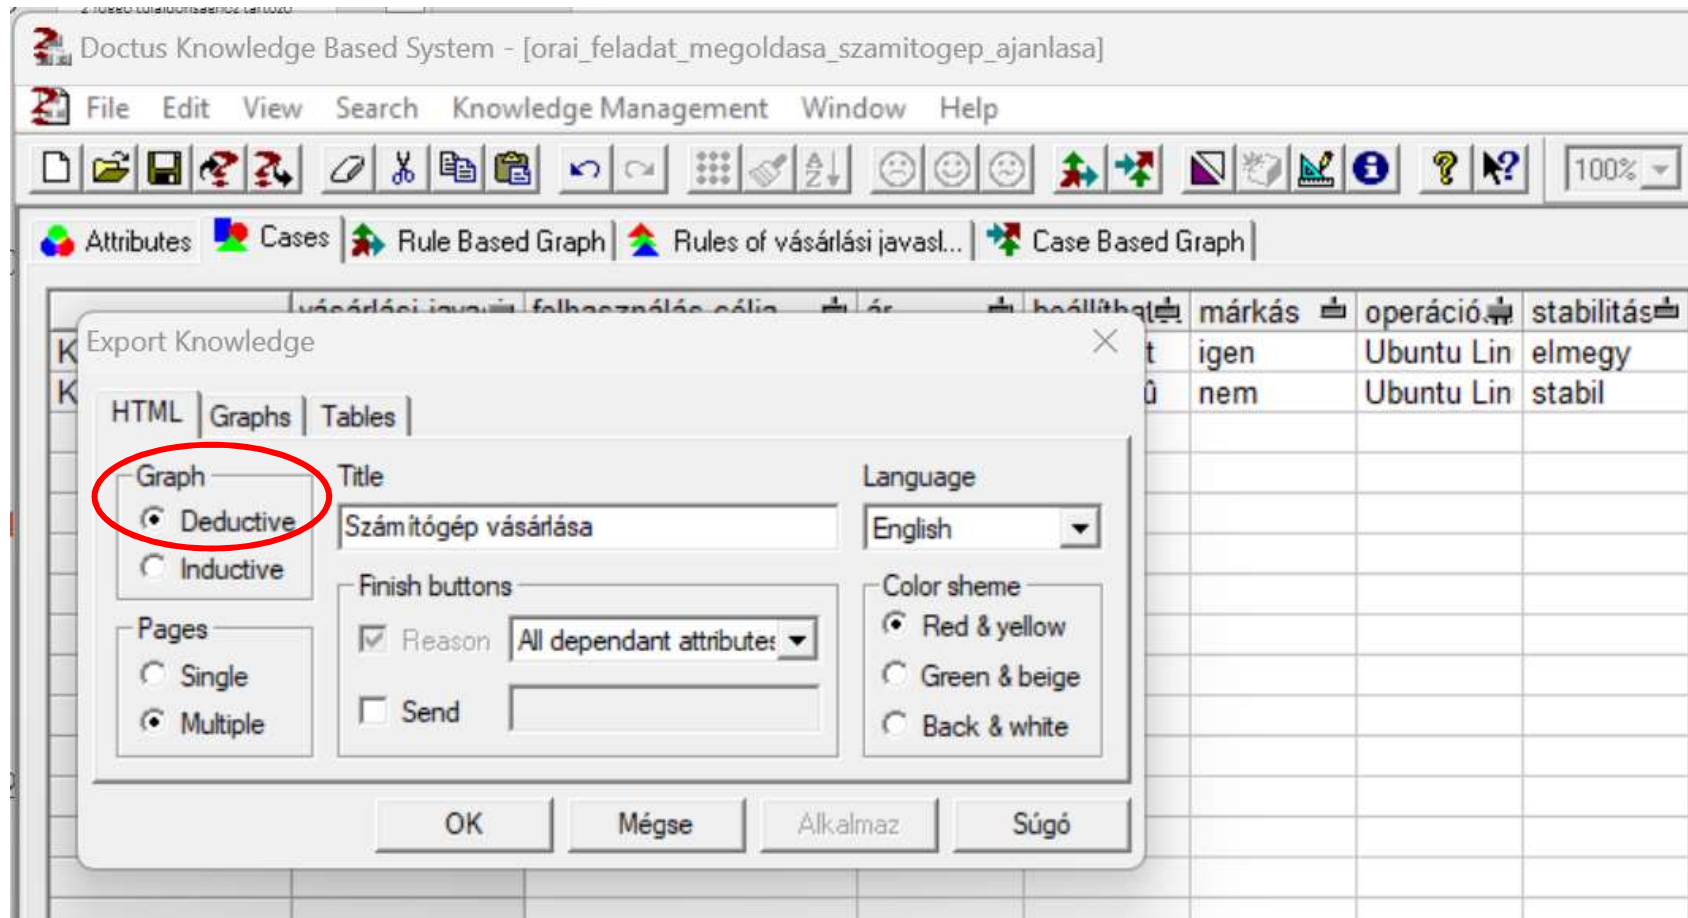 Doctus Knowledge Based System - [orai_feladat_megoldasa_szamitogep_ajanlasa]
File Edit View Search Knowledge Management Window Help
100%
Attributes Cases Rule Based Graph Rules of vásárlási javasl... Case Based Graph
felhasználás célja ár márkás operáció. stabilitás
Export Knowledge
K t igen Ubuntu Lin elmegy
K û nem Ubuntu Lin stabil
HTML Graphs Tables
Graph Title Language
Deductive Számítógép vásárlása English
Inductive Finish buttons Color sheme
Pages Reason All dependant attributes Red & yellow
Single Green & beige
Multiple Send Back & white
OK Mégse Alkalmaz Súgó